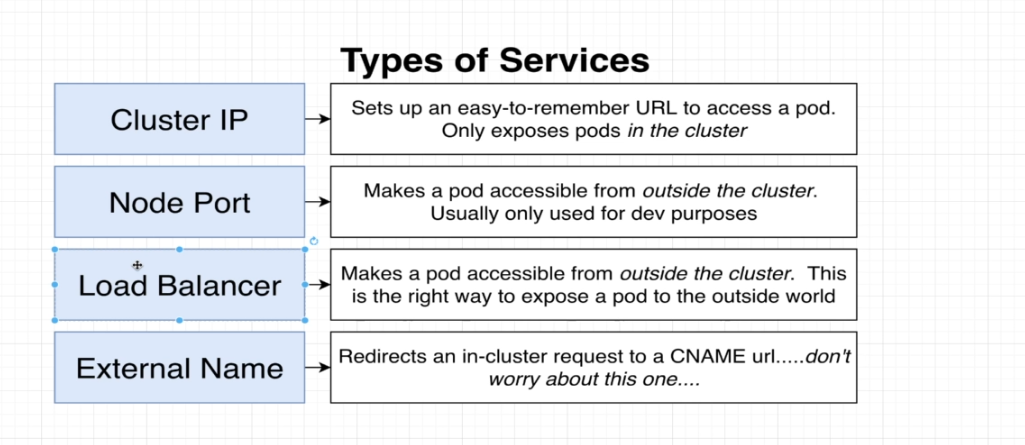 Types of Services
Cluster IP
Sets up an easy-to-remember URL to access a pod.
Only exposes pods in the cluster
Node Port
Makes a pod accessible from outside the cluster.
Usually only used for dev purposes
Load Balancer
Makes a pod accessible from outside the cluster.  This
is the right way to expose a pod to the outside world
External Name
Redirects an in-cluster request to a CNAME url.....don't
worry about this one....